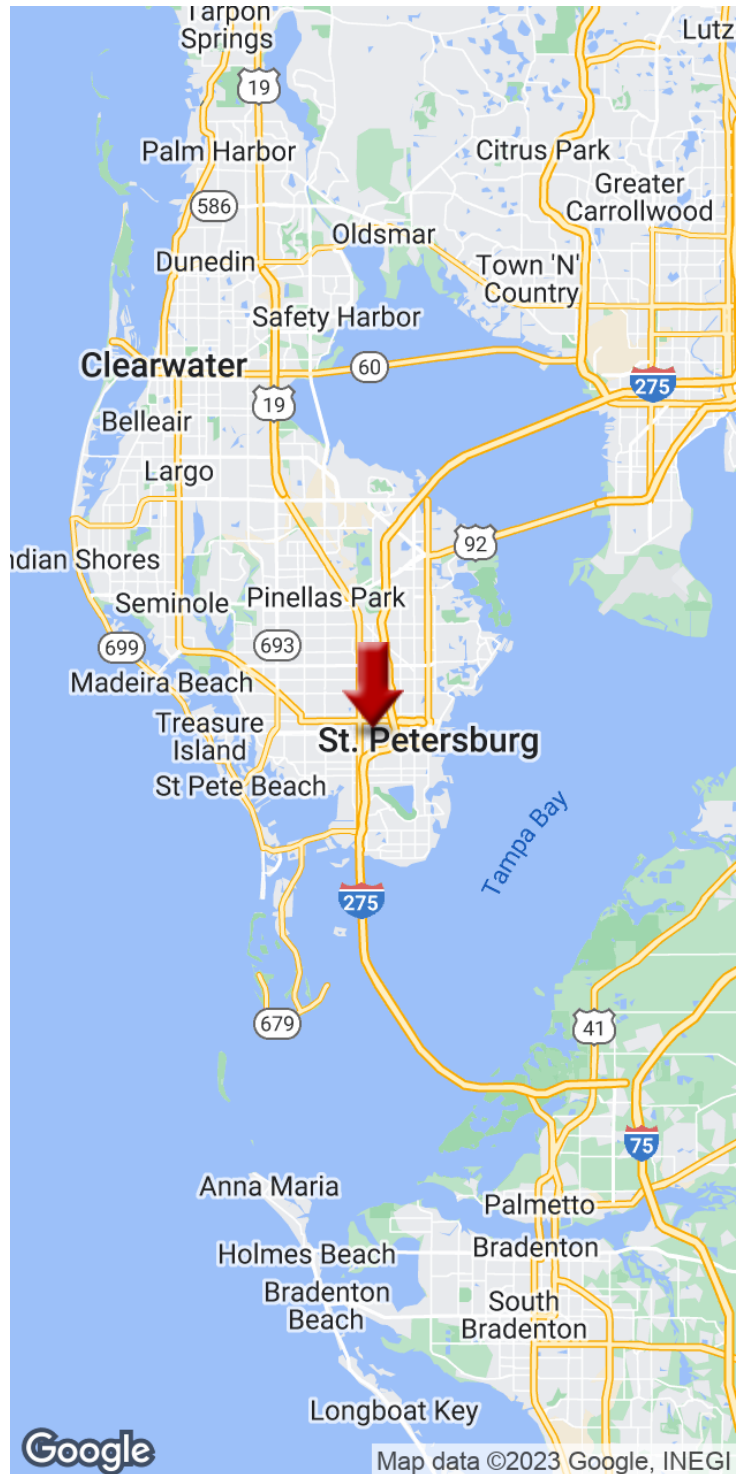 Tarpon
Springs
Lutz
19
Palm Harbor
Citrus Park
Greater
Carrollwood
586
Oldsmar
Dunedin
Town 'N'
Country
Safety Harbor
Clearwater
60
275
19
Belleair
Largo
92
ndian Shores
Pinellas Park
Seminole
699
693
Madeira Beach
Treasure
Island
St. Petersburg
St Pete Beach
Tampa Bay
275
679
41
75
Anna Maria
Palmetto
Holmes Beach
Bradenton
Bradenton
Beach
South
Bradenton
Longboat Key
Google
Map data ©2023 Google, INEGI